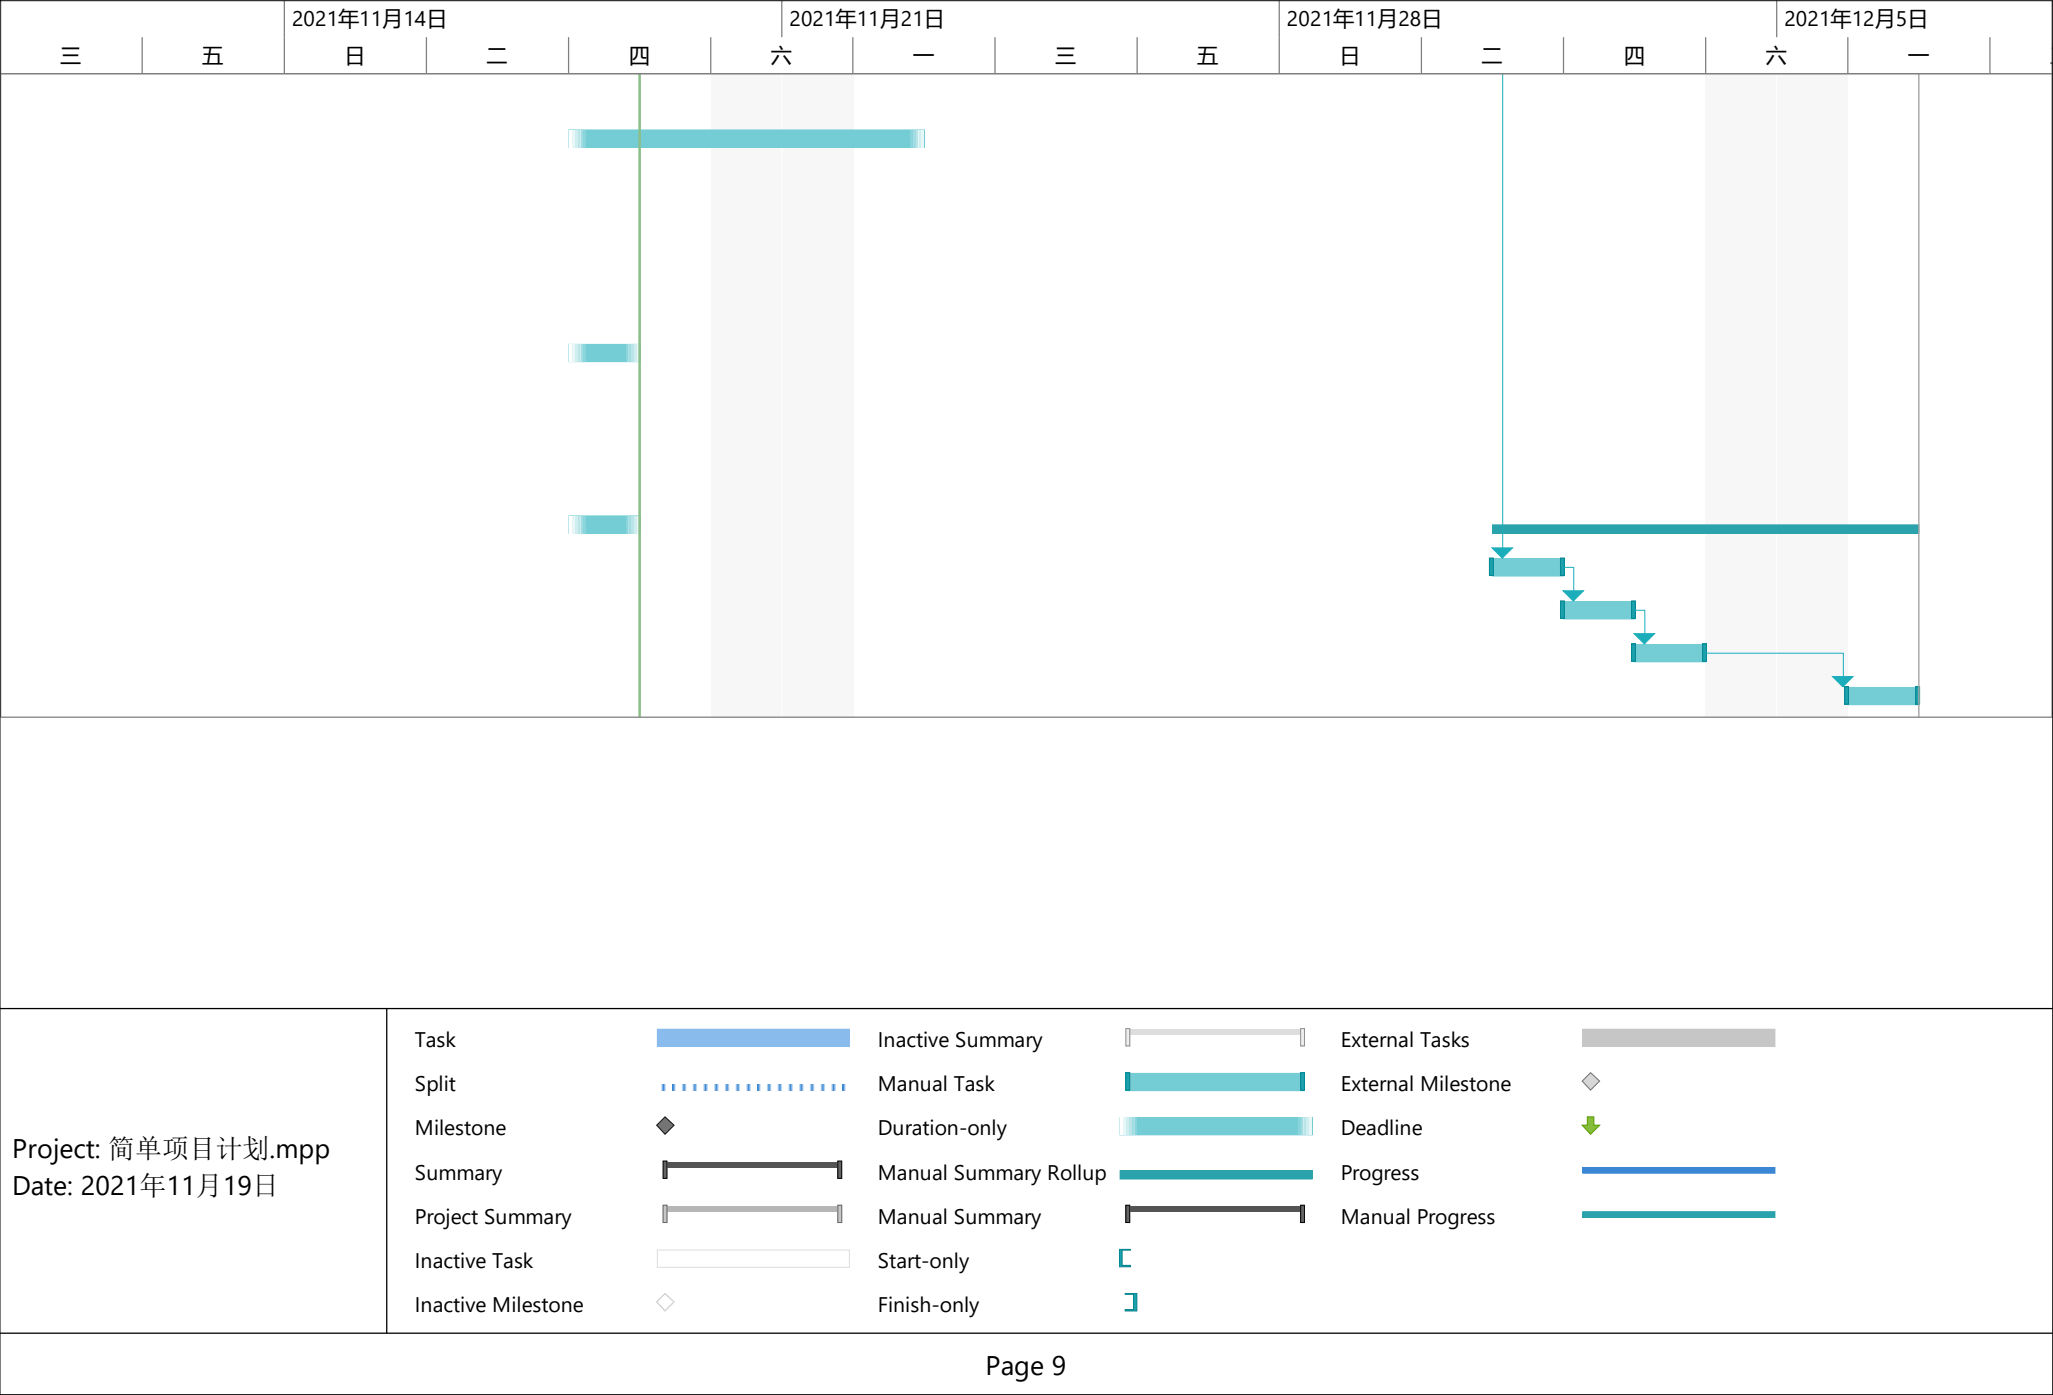 2021年11月14日 2021年11月21日 2021年11月28日 2021年12月5日
三 五 日 二 四 六 一 三 五 日 二 四 六 一
Task
Split
Milestone
Summary
Project Summary
Inactive Task
Inactive Milestone
Inactive Summary
Manual Task
Duration-only
Manual Summary Rollup
Manual Summary
Start-only
Finish-only
External Tasks
External Milestone
Deadline
Progress
Manual Progress
Project: 简单项目计划.mpp
Date: 2021年11月19日
Page 9